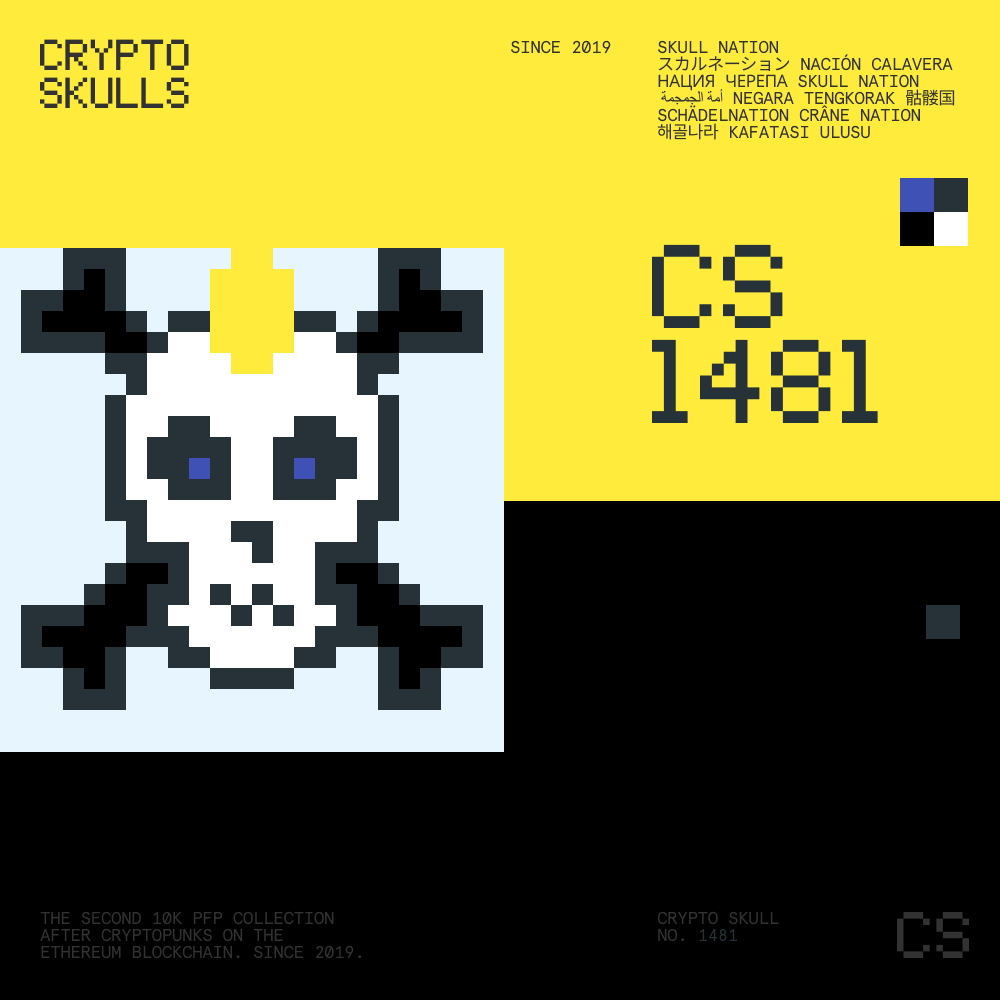 CRYPTO
SKULLS
SINCE 2019
SKULL NATION
スカルネーション NACIÓN CALAVERA
НАЦИЯ ЧЕРЕПА SKULL NATION
أمة الجمجمة NEGARA TENGKORAK 骷髅国
SCHÄDELNATION CRÂNE NATION
해골나라 KAFATASI ULUSU
CS
1481
THE SECOND 10K PFP COLLECTION
AFTER CRYPTOPUNKS ON THE
ETHEREUM BLOCKCHAIN. SINCE 2019.
CRYPTO SKULL
NO. 1481
CS